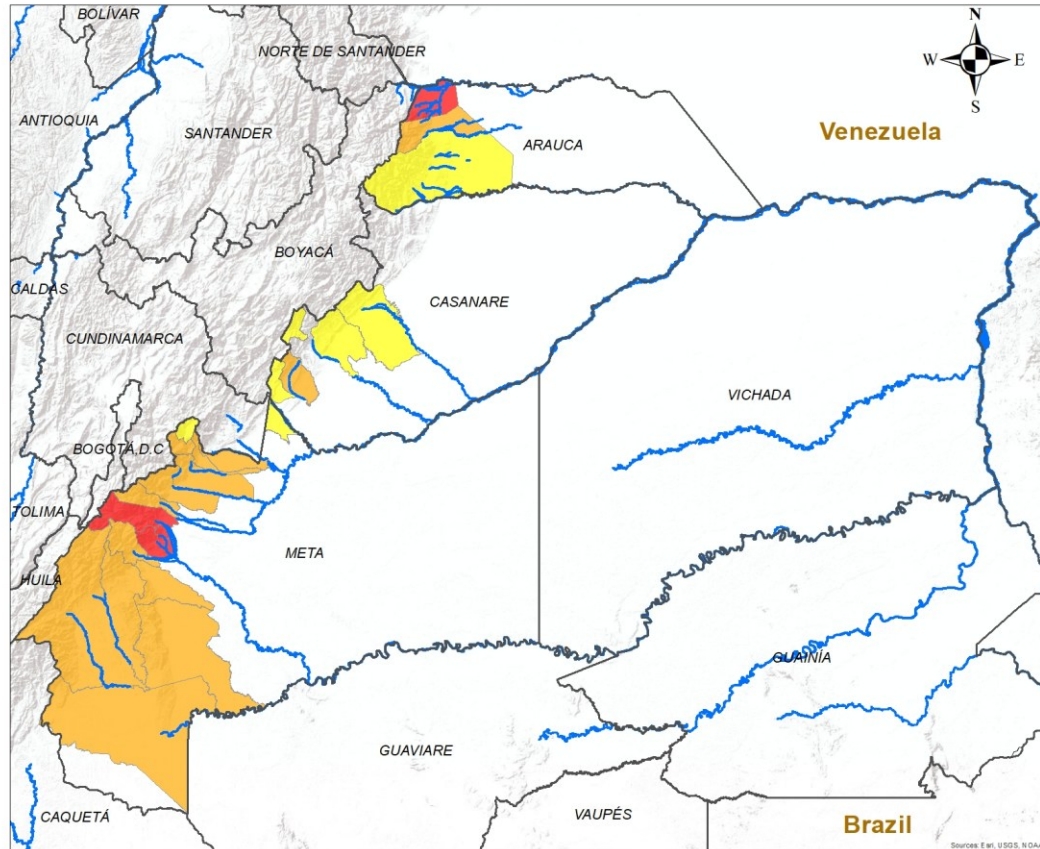 BOLÍVAR
NORTE DE SANTANDER
N
W
E
S
ANTIOQUIA
SANTANDER
Venezuela
ARAUCA
BOYACÁ
CALDAS
CASANARE
CUNDINAMARCA
VICHADA
BOGOTÁ,D.C
TOLIMA
META
HUILA
GUAINÍA
GUAVIARE
CAQUETÁ
VAUPÉS
Brazil
Sources: Esri, USGS, NOAA